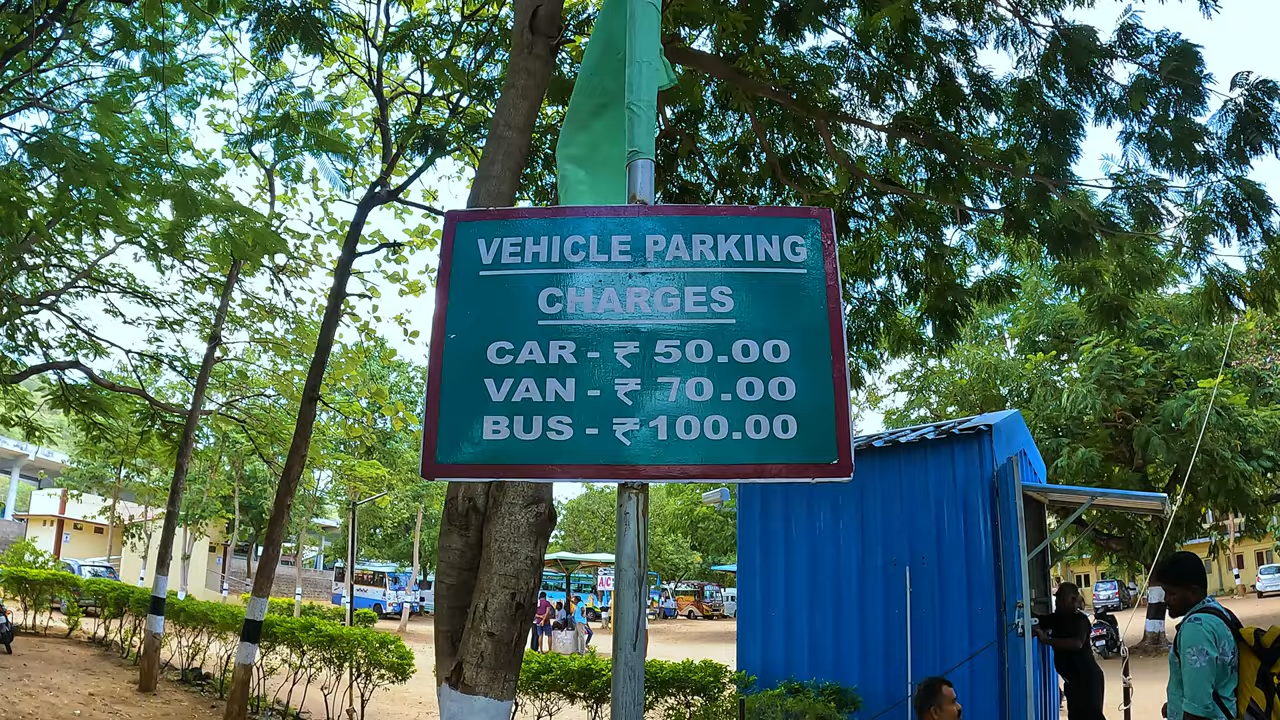 VEHICLE PARKING
CHARGES
CAR - ₹ 50.00
VAN - ₹ 70.00
BUS - ₹ 100.00
A/C